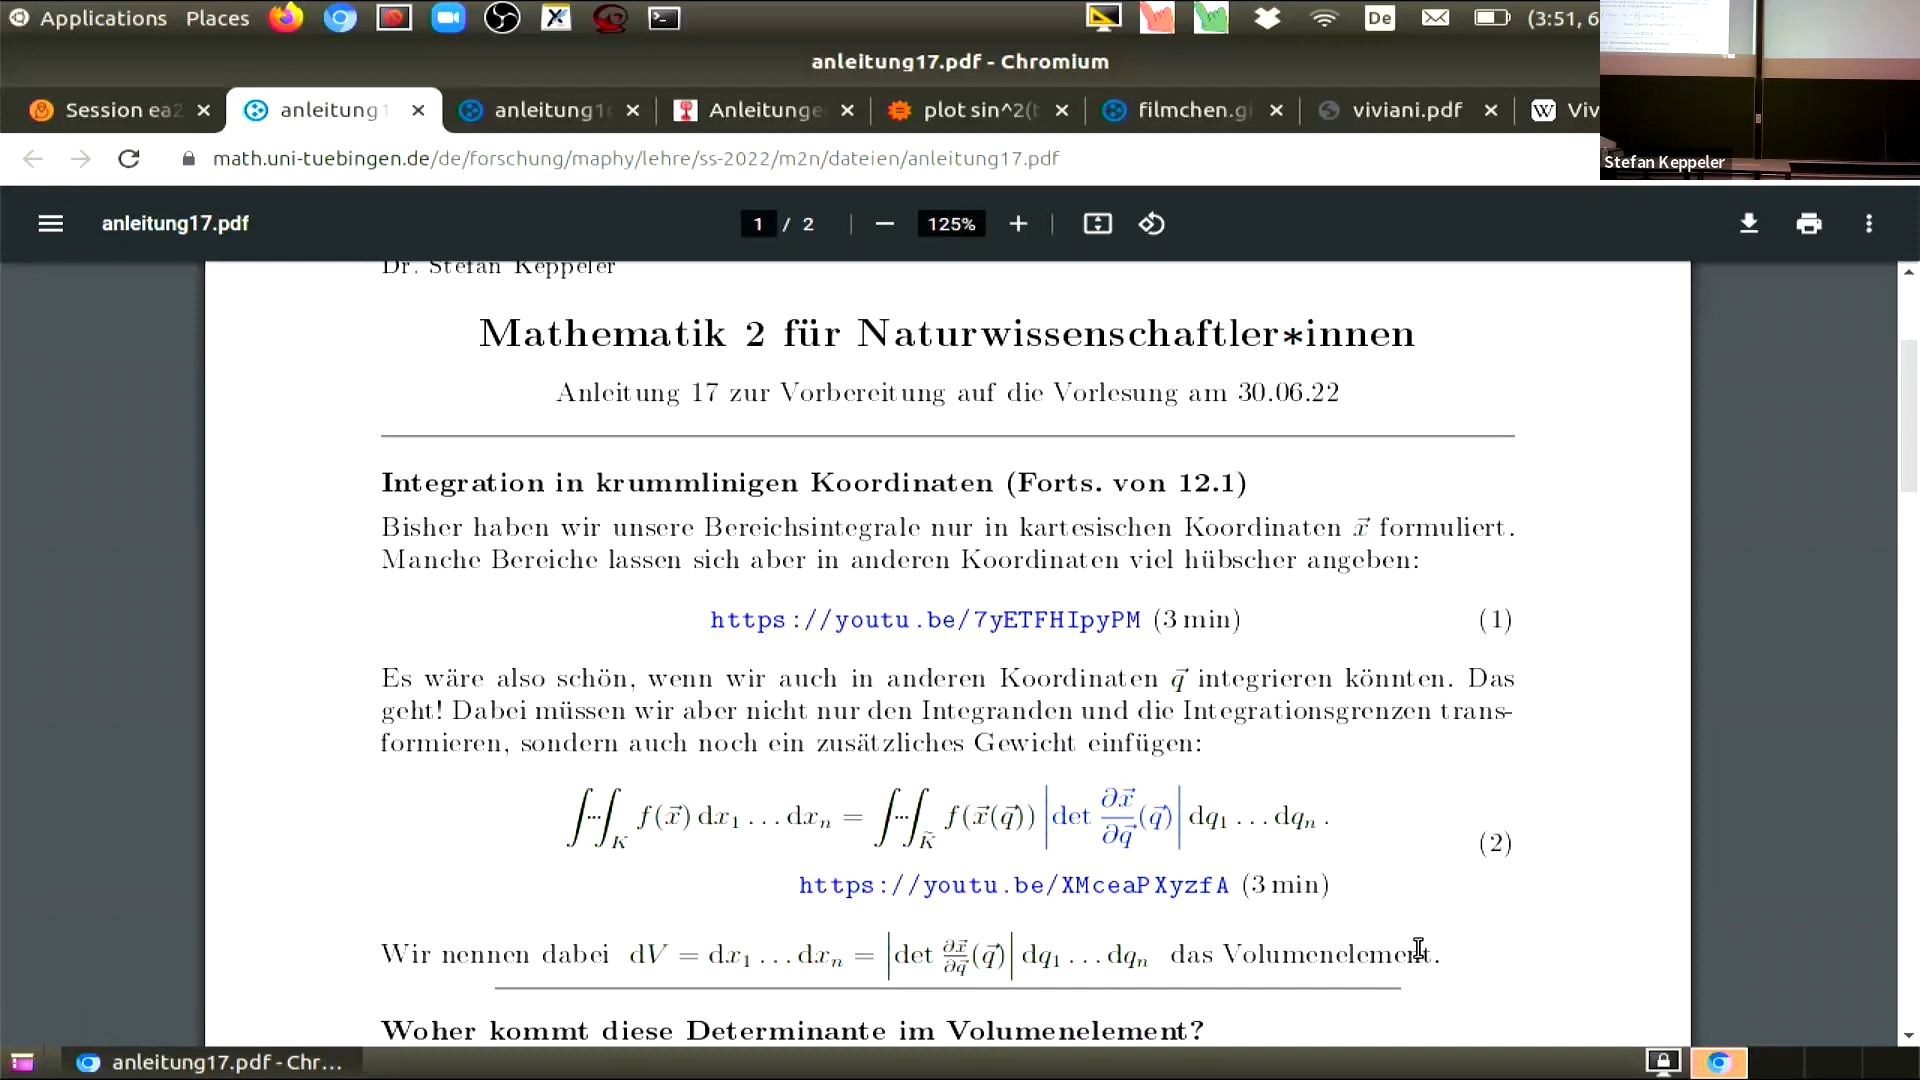 Applications Places De (3:51, 6
anleitung17.pdf - Chromium
Session ea2 anleitung1 anleitung1 Anleitunge plot sin^2(t filmchen.gi viviani.pdf Viv
math.uni-tuebingen.de/de/forschung/maphy/lehre/ss-2022/m2n/dateien/anleitung17.pdf
Stefan Keppeler
anleitung17.pdf 1 / 2 125%
Dr. Stefan Keppeler
Mathematik 2 für Naturwissenschaftler*innen
Anleitung 17 zur Vorbereitung auf die Vorlesung am 30.06.22
Integration in krummlinigen Koordinaten (Forts. von 12.1)
Bisher haben wir unsere Bereichsintegrale nur in kartesischen Koordinaten x⃗ formuliert.
Manche Bereiche lassen sich aber in anderen Koordinaten viel hübscher angeben:
https://youtu.be/7yETFHIpyPM (3 min) (1)
Es wäre also schön, wenn wir auch in anderen Koordinaten q⃗ integrieren könnten. Das
geht! Dabei müssen wir aber nicht nur den Integranden und die Integrationsgrenzen trans-
formieren, sondern auch noch ein zusätzliches Gewicht einfügen:
∫···∫_K f(x⃗) dx₁ … dxₙ = ∫···∫_K̃ f(x⃗(q⃗)) |det ∂x⃗/∂q⃗ (q⃗)| dq₁ … dqₙ .
(2)
https://youtu.be/XMceaPXyzfA (3 min)
Wir nennen dabei dV = dx₁ … dxₙ = |det ∂x⃗/∂q⃗ (q⃗)| dq₁ … dqₙ das Volumenelement.
Woher kommt diese Determinante im Volumenelement?
anleitung17.pdf - Chr...